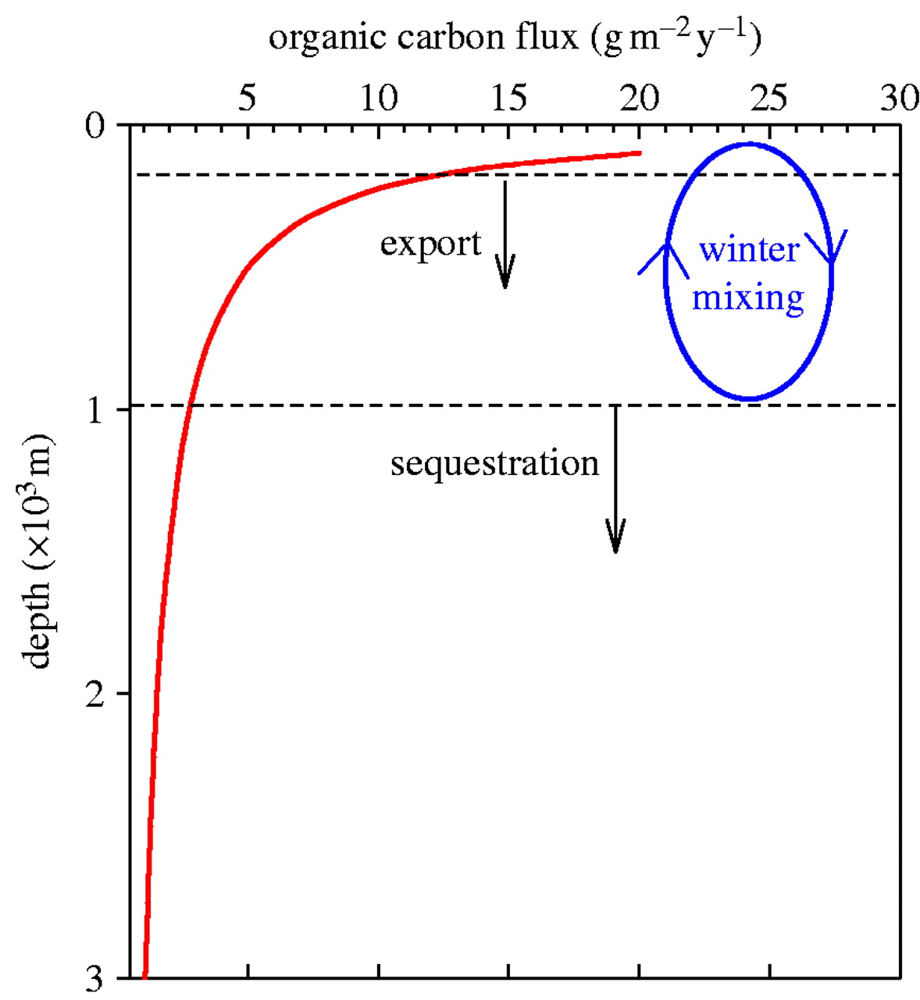 organic carbon flux (g m⁻² y⁻¹)
5 10 15 20 25 30
0
export
winter
mixing
1
sequestration
depth (×10³ m)
2
3